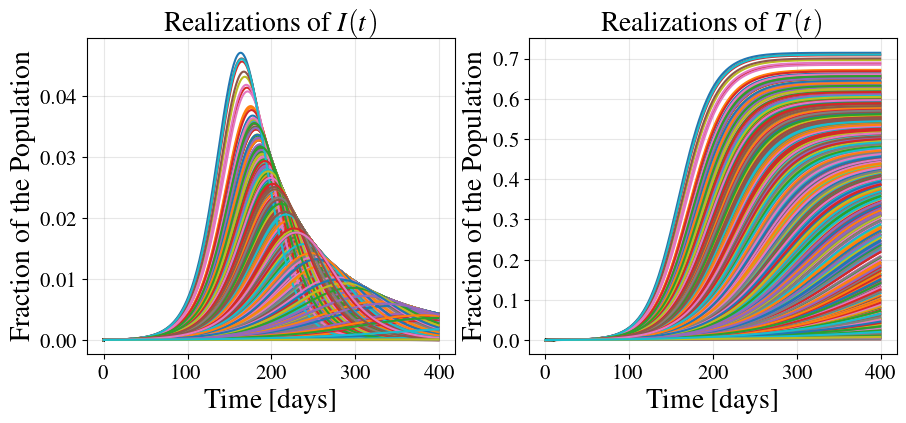 Realizations of I(t)
Fraction of the Population
0.04
0.03
0.02
0.01
0.00
0 100 200 300 400
Time [days]
Realizations of T(t)
Fraction of the Population
0.7
0.6
0.5
0.4
0.3
0.2
0.1
0.0
0 100 200 300 400
Time [days]